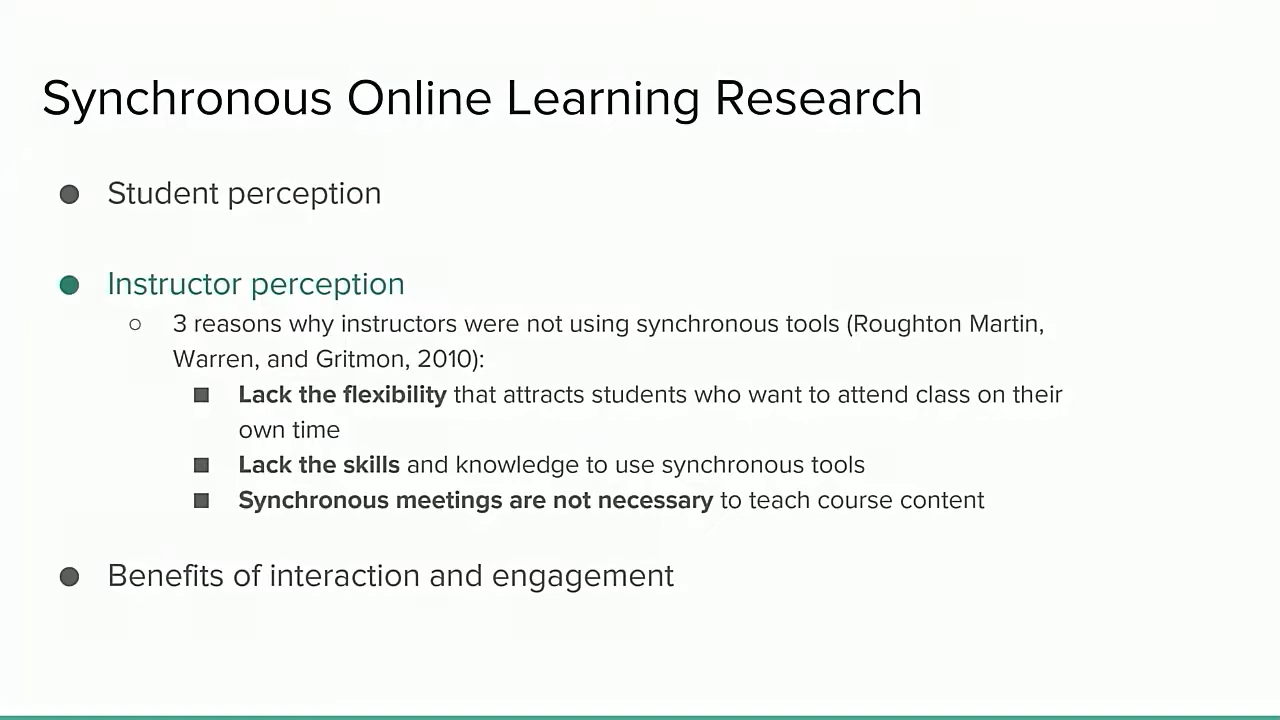 Synchronous Online Learning Research
● Student perception
● Instructor perception
○ 3 reasons why instructors were not using synchronous tools (Roughton Martin,
Warren, and Gritmon, 2010):
■ Lack the flexibility that attracts students who want to attend class on their
own time
■ Lack the skills and knowledge to use synchronous tools
■ Synchronous meetings are not necessary to teach course content
● Benefits of interaction and engagement